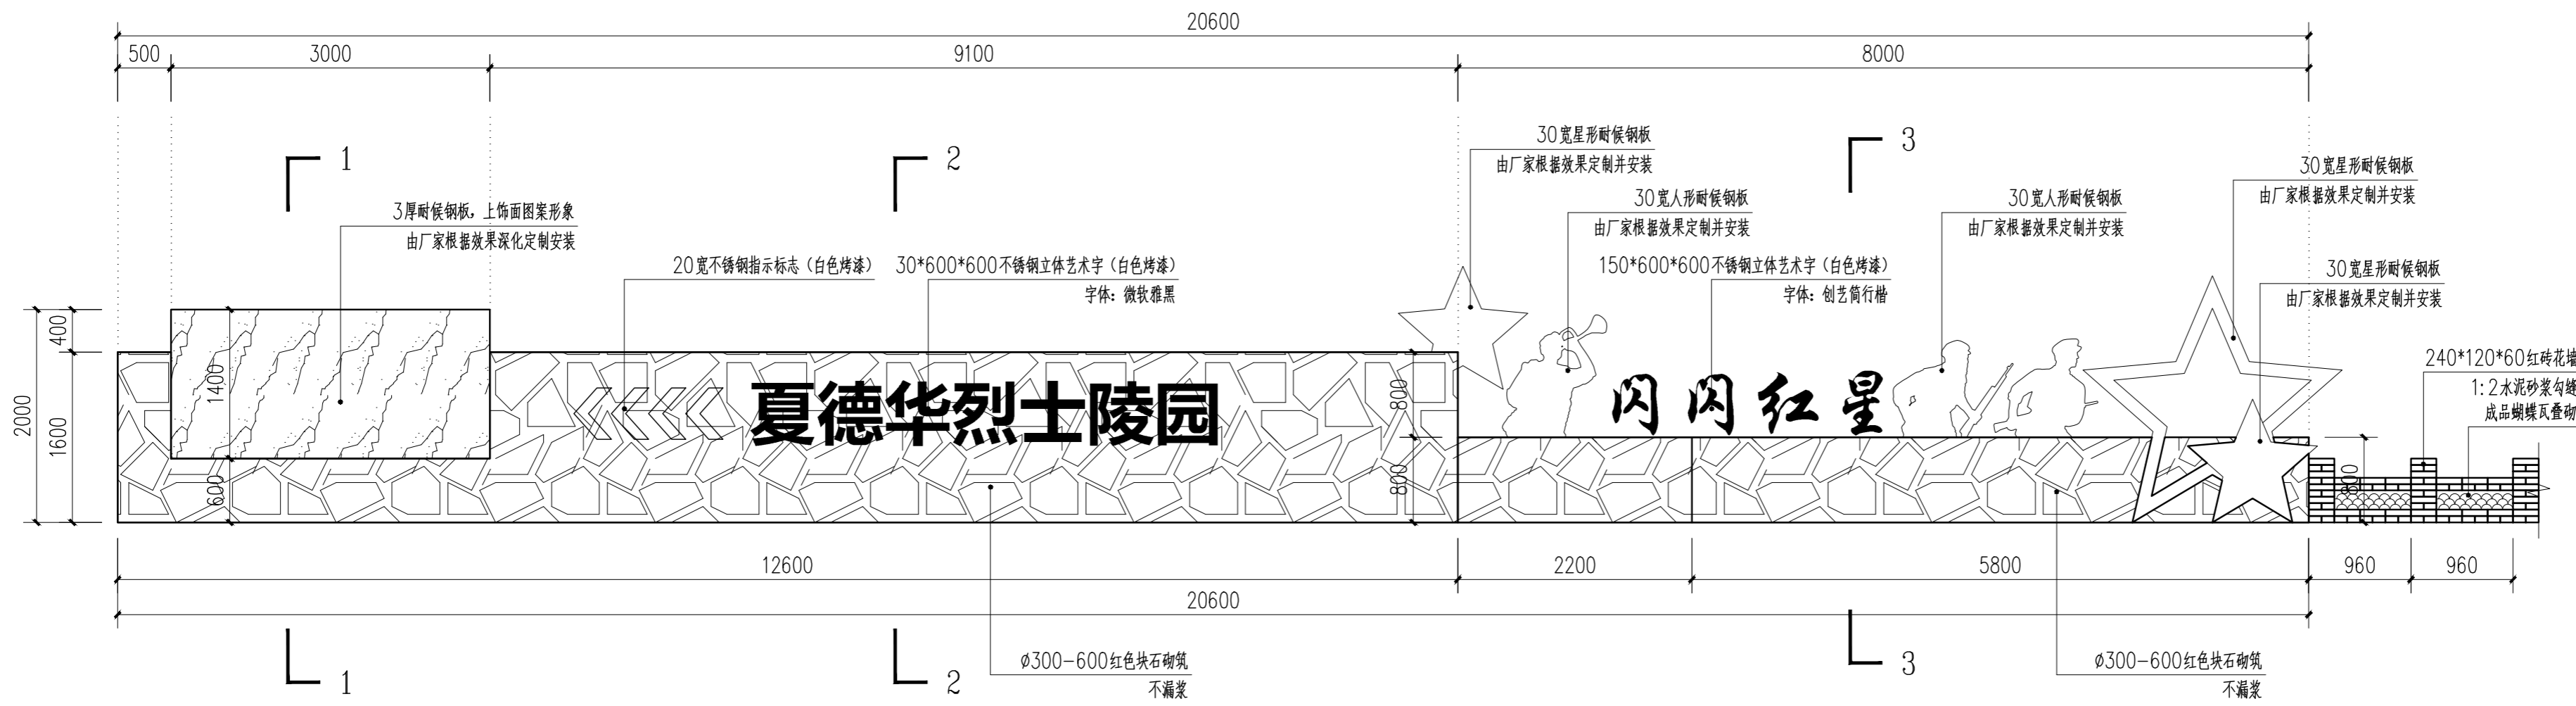 20600
500
3000
9100
8000
1
2
3
30宽星形耐候钢板
由厂家根据效果定制并安装
30宽星形耐候钢板
由厂家根据效果定制并安装
30宽人形耐候钢板
由厂家根据效果定制并安装
30宽人形耐候钢板
由厂家根据效果定制并安装
3厚耐候钢板，上饰面图案形象
由厂家根据效果深化定制安装
20宽不锈钢指示标志（白色烤漆）
30*600*600不锈钢立体艺术字（白色烤漆）
字体：微软雅黑
150*600*600不锈钢立体艺术字（白色烤漆）
字体：创艺简行楷
30宽星形耐候钢板
由厂家根据效果定制并安装
240*120*60红砖花墙
1:2水泥砂浆勾缝
成品蝴蝶瓦叠砌
2000
400
1600
1400
600
夏德华烈士陵园
800
800
闪闪红星
800
12600
2200
5800
960
960
20600
1
2
3
ø300-600红色块石砌筑
不漏浆
ø300-600红色块石砌筑
不漏浆